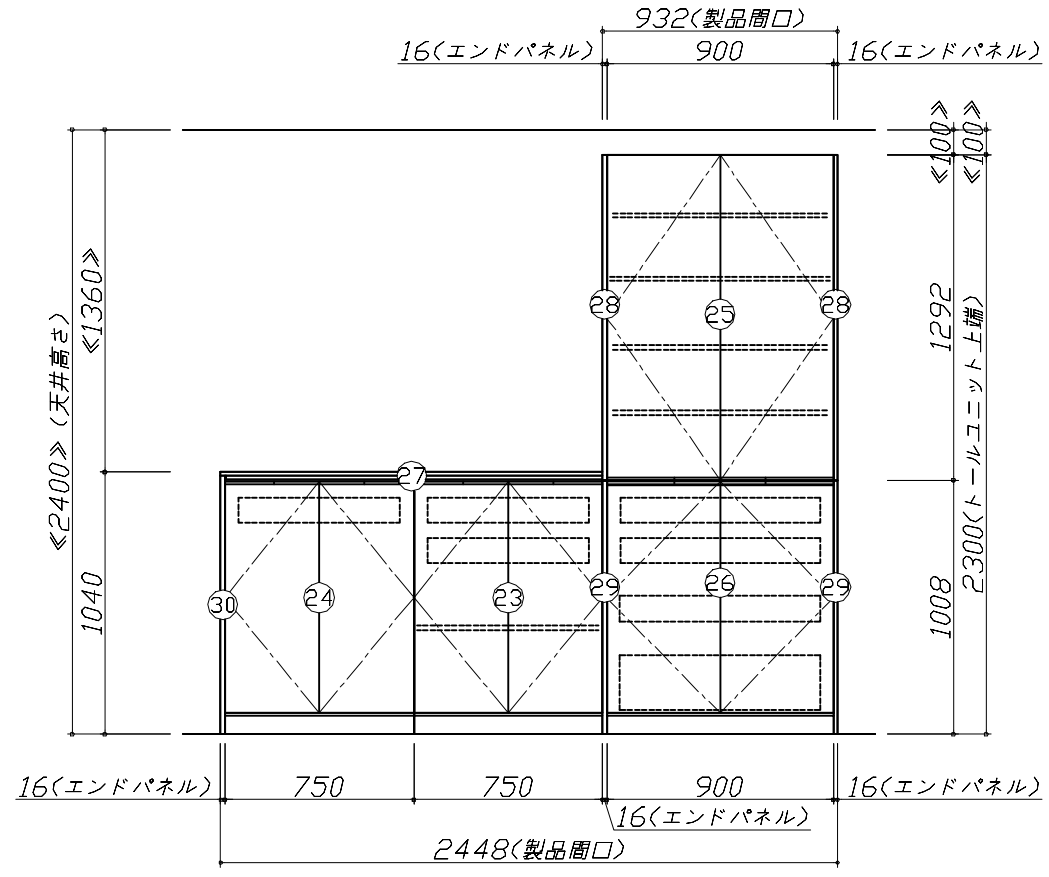 932(製品間口)
16(エンドパネル)
900
16(エンドパネル)
≪100≫
≪100≫
≪1360≫
≪2400≫(天井高さ)
1040
1292
2300(トールユニット上端)
1008
28
25
28
27
30
24
23
29
26
29
16(エンドパネル)
750
750
900
16(エンドパネル)
16(エンドパネル)
2448(製品間口)